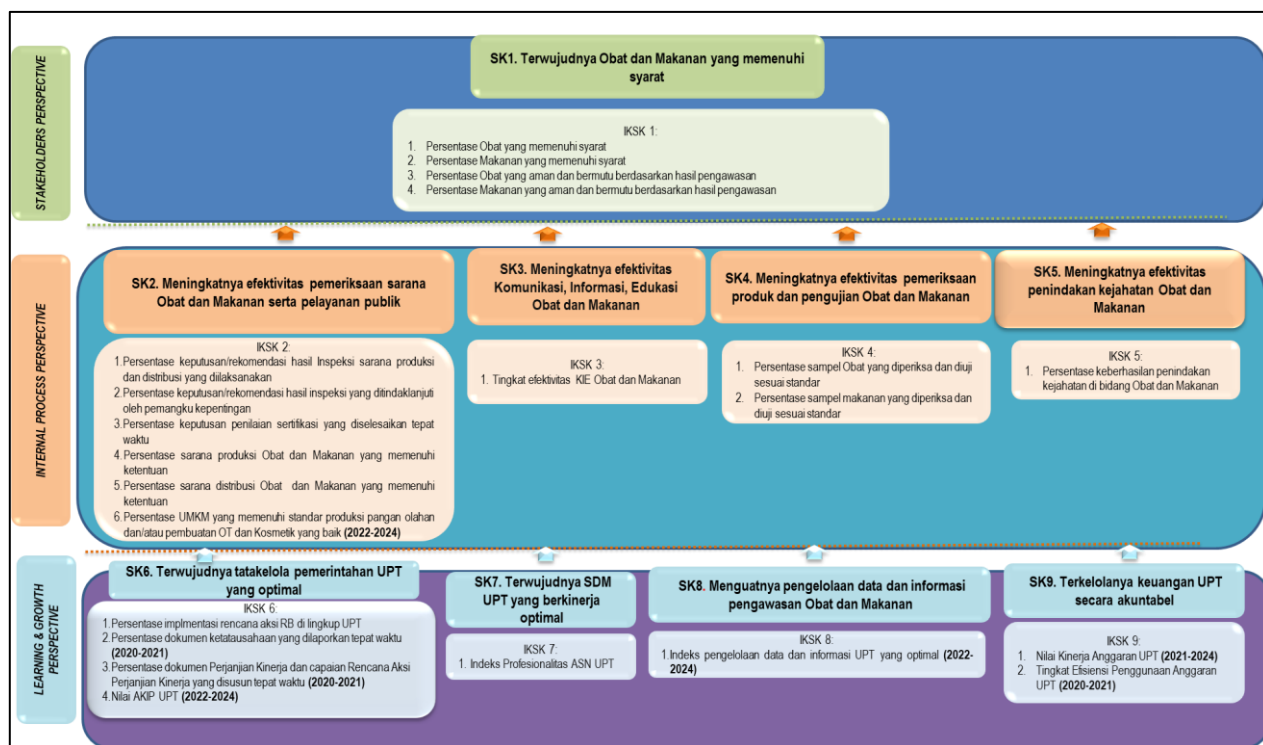 STAKEHOLDERS PERSPECTIVE
SK1. Terwujudnya Obat dan Makanan yang memenuhi
syarat
IKSK 1:
1. Persentase Obat yang memenuhi syarat
2. Persentase Makanan yang memenuhi syarat
3. Persentase Obat yang aman dan bermutu berdasarkan hasil pengawasan
4. Persentase Makanan yang aman dan bermutu berdasarkan hasil pengawasan
INTERNAL PROCESS PERSPECTIVE
SK2. Meningkatnya efektivitas pemeriksaan sarana
Obat dan Makanan serta pelayanan publik
IKSK 2:
1.Persentase keputusan/rekomendasi hasil Inspeksi sarana produksi
dan distribusi yang diilaksanakan
2.Persentase keputusan/rekomendasi hasil inspeksi yang ditindaklanjuti
oleh pemangku kepentingan
3.Persentase keputusan penilaian sertifikasi yang diselesaikan tepat
waktu
4.Persentase sarana produksi Obat dan Makanan yang memenuhi
ketentuan
5.Persentase sarana distribusi Obat dan Makanan yang memenuhi
ketentuan
6.Persentase UMKM yang memenuhi standar produksi pangan olahan
dan/atau pembuatan OT dan Kosmetik yang baik (2022-2024)
SK3. Meningkatnya efektivitas
Komunikasi, Informasi, Edukasi
Obat dan Makanan
IKSK 3:
1. Tingkat efektivitas KIE Obat dan Makanan
SK4. Meningkatnya efektivitas pemeriksaan
produk dan pengujian Obat dan Makanan
IKSK 4:
1. Persentase sampel Obat yang diperiksa dan diuji
sesuai standar
2. Persentase sampel makanan yang diperiksa dan
diuji sesuai standar
SK5. Meningkatnya efektivitas
penindakan kejahatan Obat dan
Makanan
IKSK 5:
1. Persentase keberhasilan penindakan
kejahatan di bidang Obat dan Makanan
LEARNING & GROWTH
PERSPECTIVE
SK6. Terwujudnya tatakelola pemerintahan UPT
yang optimal
IKSK 6:
1.Persentase implmentasi rencana aksi RB di lingkup UPT
2.Persentase dokumen ketatausahaan yang dilaporkan tepat waktu
(2020-2021)
3.Persentase dokumen Perjanjian Kinerja dan capaian Rencana Aksi
Perjanjian Kinerja yang disusun tepat waktu (2020-2021)
4.Nilai AKIP UPT (2022-2024)
SK7. Terwujudnya SDM
UPT yang berkinerja
optimal
IKSK 7:
1. Indeks Profesionalitas ASN UPT
SK8. Menguatnya pengelolaan data dan informasi
pengawasan Obat dan Makanan
IKSK 8:
1.Indeks pengelolaan data dan informasi UPT yang optimal (2022-
2024)
SK9. Terkelolanya keuangan UPT
secara akuntabel
IKSK 9:
1. Nilai Kinerja Anggaran UPT (2021-2024)
2. Tingkat Efisiensi Penggunaan Anggaran
UPT (2020-2021)